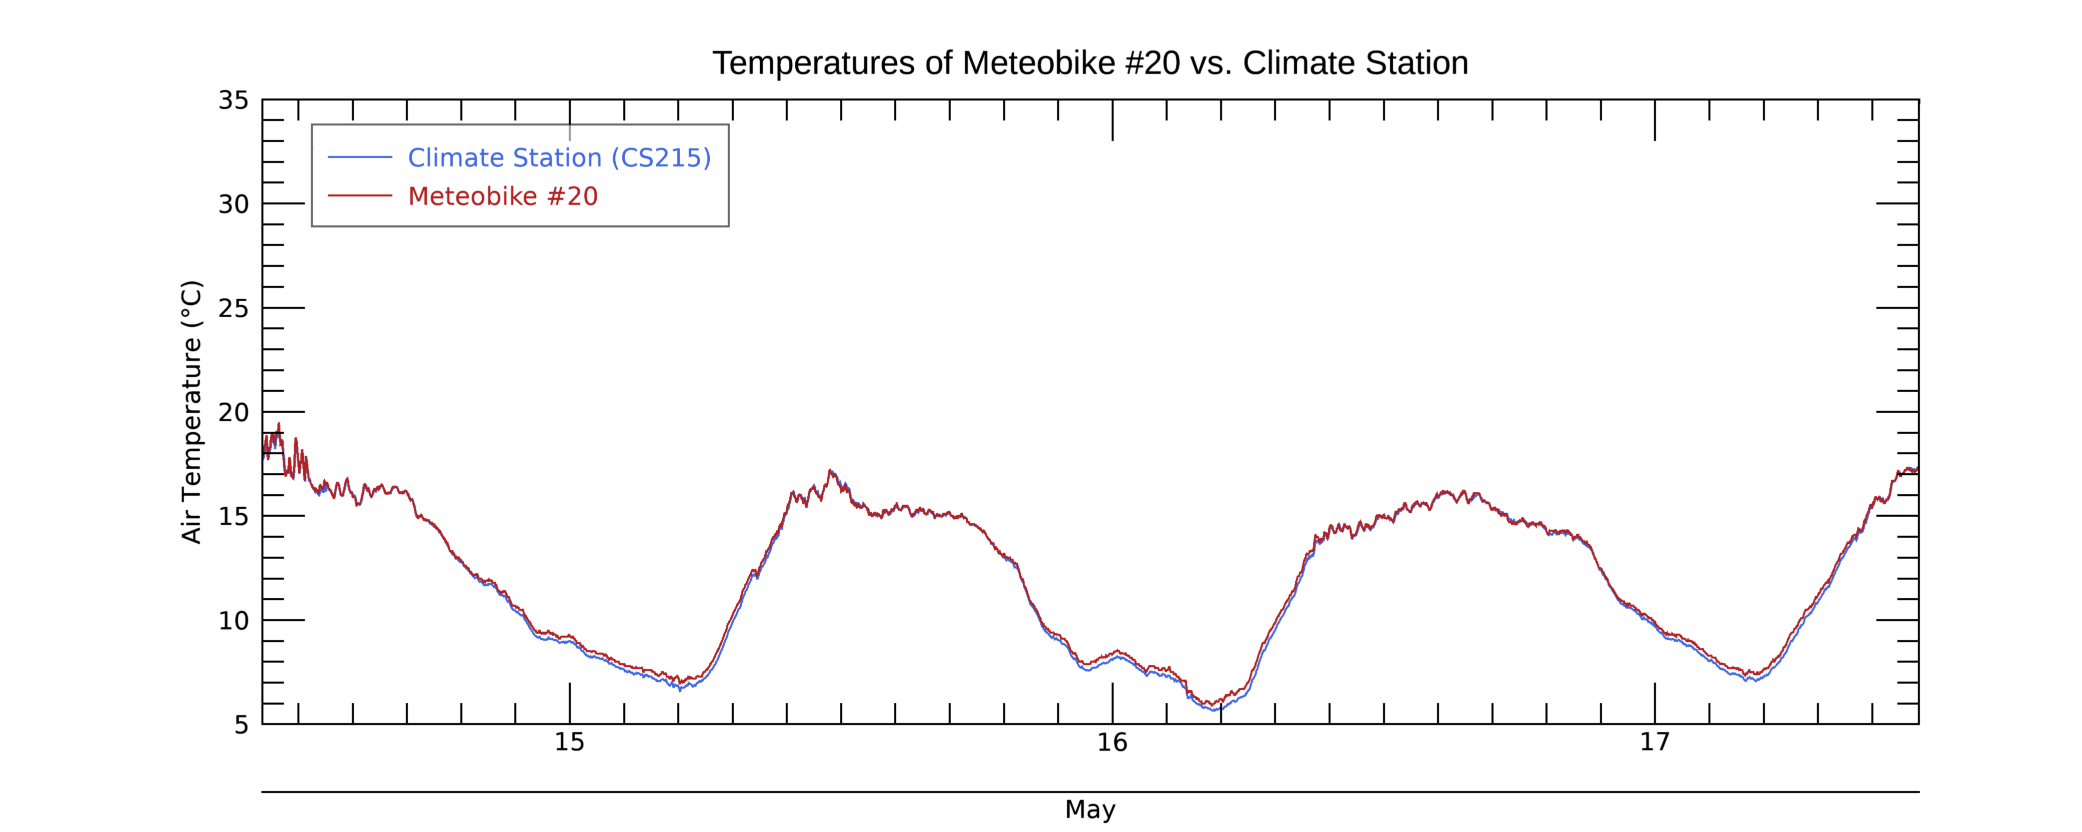 Temperatures of Meteobike #20 vs. Climate Station
35
30
25
20
15
10
5
Air Temperature (°C)
Climate Station (CS215)
Meteobike #20
15
16
17
May